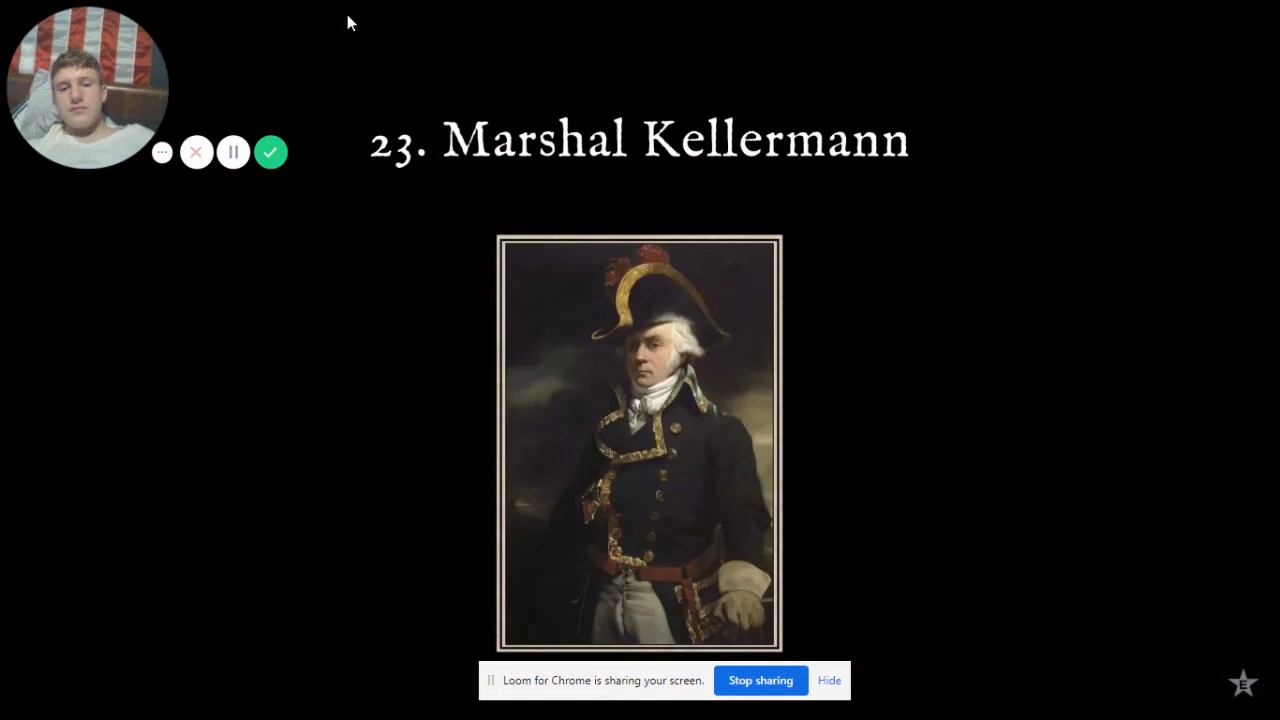 23. Marshal Kellermann
Loom for Chrome is sharing your screen. Stop sharing Hide
E